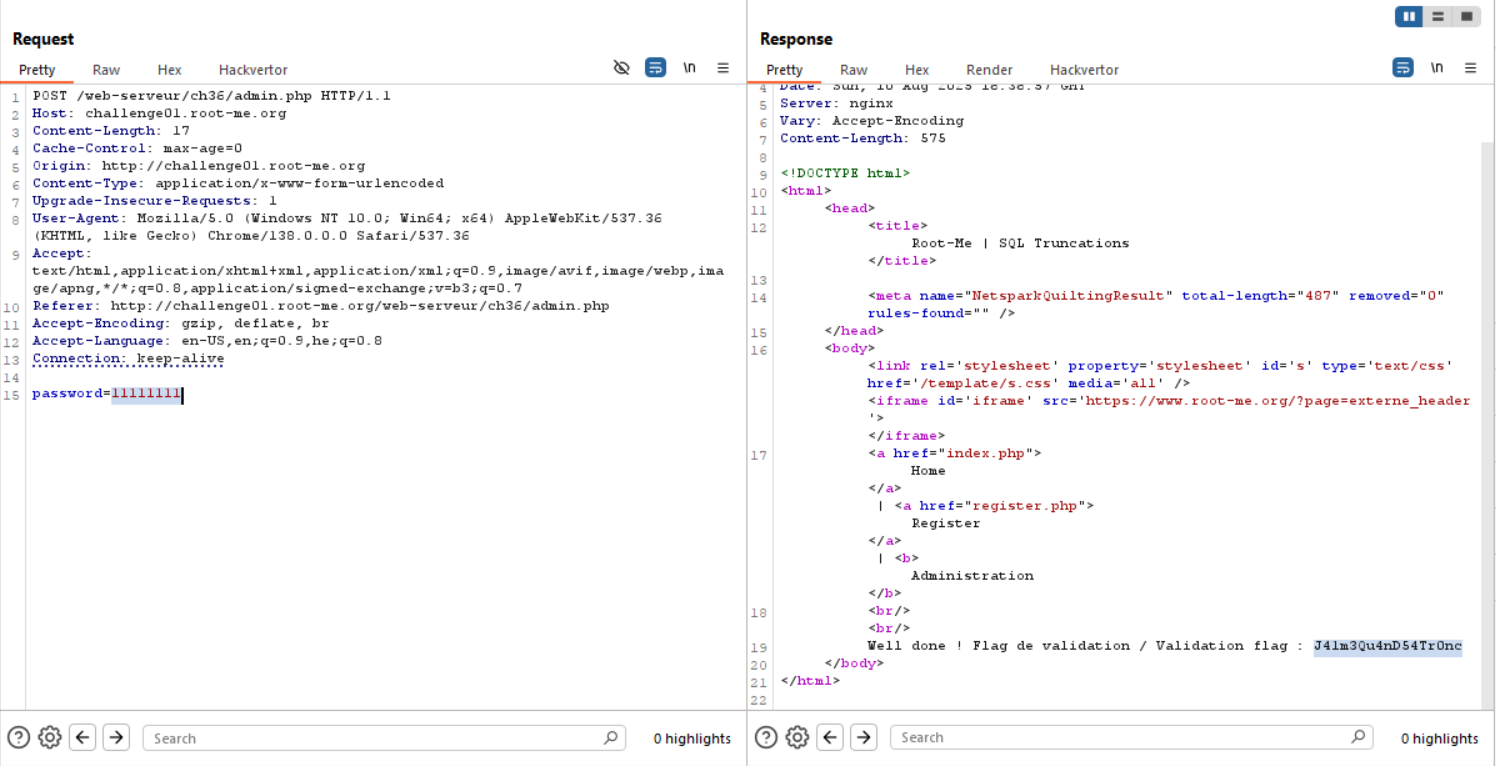 Request
Pretty Raw Hex Hackvertor \n
1 POST /web-serveur/ch36/admin.php HTTP/1.1
2 Host: challenge01.root-me.org
3 Content-Length: 17
4 Cache-Control: max-age=0
5 Origin: http://challenge01.root-me.org
6 Content-Type: application/x-www-form-urlencoded
7 Upgrade-Insecure-Requests: 1
8 User-Agent: Mozilla/5.0 (Windows NT 10.0; Win64; x64) AppleWebKit/537.36
(KHTML, like Gecko) Chrome/138.0.0.0 Safari/537.36
9 Accept:
text/html,application/xhtml+xml,application/xml;q=0.9,image/avif,image/webp,ima
ge/apng,*/*;q=0.8,application/signed-exchange;v=b3;q=0.7
10 Referer: http://challenge01.root-me.org/web-serveur/ch36/admin.php
11 Accept-Encoding: gzip, deflate, br
12 Accept-Language: en-US,en;q=0.9,he;q=0.8
13 Connection: keep-alive
14
15 password=11111111
Search
0 highlights
Response
Pretty Raw Hex Render Hackvertor \n
4 Date: Sun, 10 Aug 2025 18:38:57 GMT
5 Server: nginx
6 Vary: Accept-Encoding
7 Content-Length: 575
8
9 <!DOCTYPE html>
10 <html>
11 <head>
12 <title>
Root-Me | SQL Truncations
</title>
13
14 <meta name="NetsparkQuiltingResult" total-length="487" removed="0"
rules-found="" />
15 </head>
16 <body>
<link rel='stylesheet' property='stylesheet' id='s' type='text/css'
href='/template/s.css' media='all' />
<iframe id='iframe' src='https://www.root-me.org/?page=externe_header
'>
</iframe>
17 <a href="index.php">
Home
</a>
| <a href="register.php">
Register
</a>
| <b>
Administration
</b>
18 <br/>
<br/>
19 Well done ! Flag de validation / Validation flag : J41m3Qu4nD54Tr0nc
20 </body>
21 </html>
22
Search
0 highlights